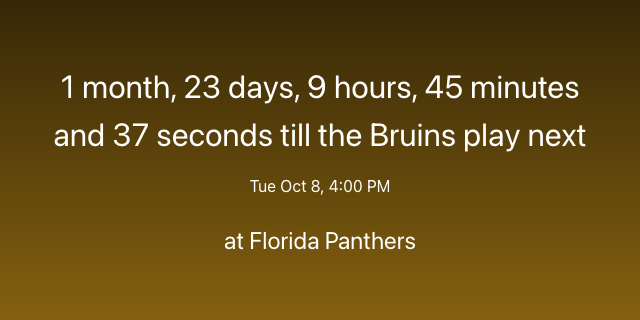 1 month, 23 days, 9 hours, 45 minutes
and 37 seconds till the Bruins play next
Tue Oct 8, 4:00 PM
at Florida Panthers